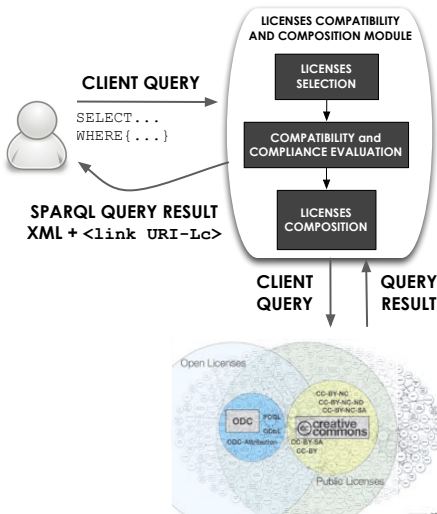 LICENSES COMPATIBILITY
AND COMPOSITION MODULE
LICENSES
SELECTION
CLIENT QUERY
SELECT...
WHERE{...}
COMPATIBILITY and
COMPLIANCE EVALUATION
SPARQL QUERY RESULT
XML + <link URI-Lc>
LICENSES
COMPOSITION
CLIENT
QUERY
QUERY
RESULT
Open Licenses
CC-BY-NC
CC-BY-NC-ND
CC-BY-NC-SA
ODC
PDDL
ODbL
ODC-Attribution
cc creative
commons
CC-BY-SA
CC-BY
Public Licenses